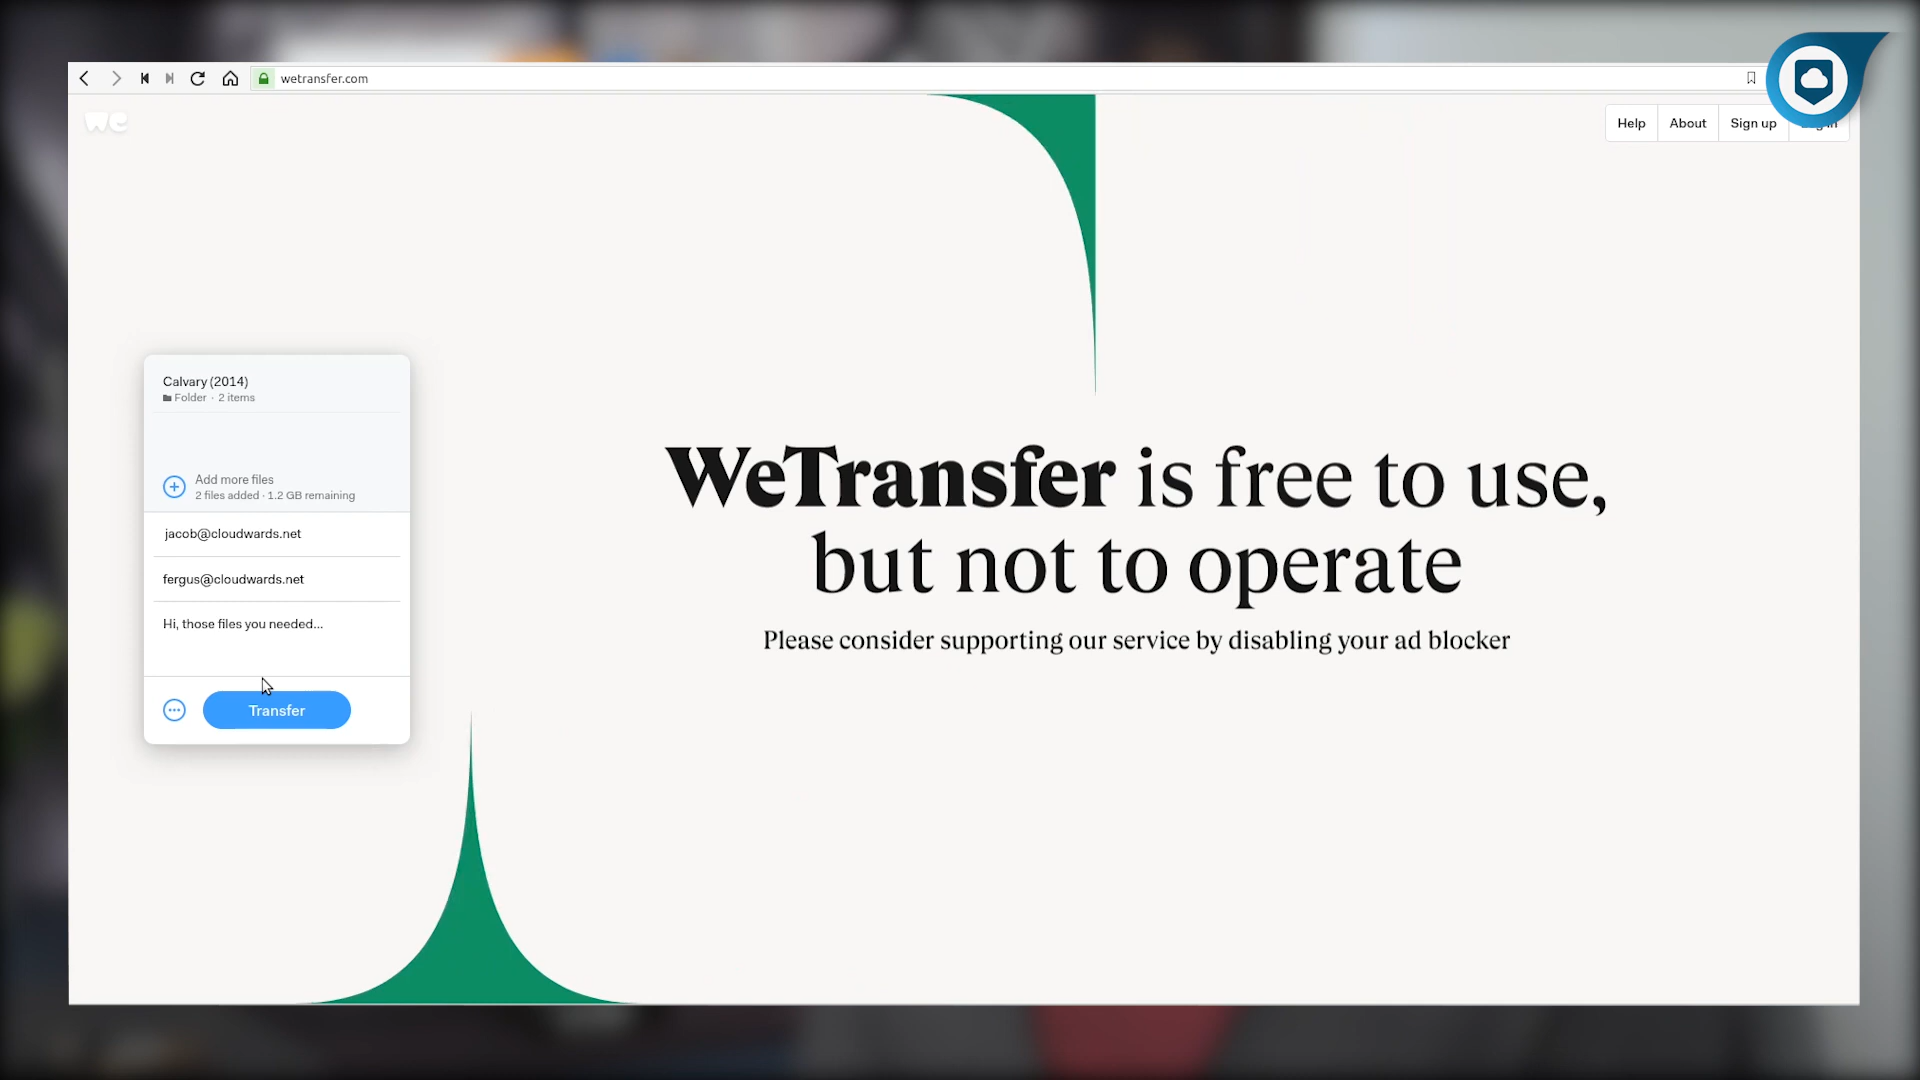 wetransfer.com
we
Help
About
Sign up
Calvary (2014)
Folder · 2 items
Add more files
2 files added · 1.2 GB remaining
jacob@cloudwards.net
fergus@cloudwards.net
Hi, those files you needed...
Transfer
WeTransfer is free to use,
but not to operate
Please consider supporting our service by disabling your ad blocker